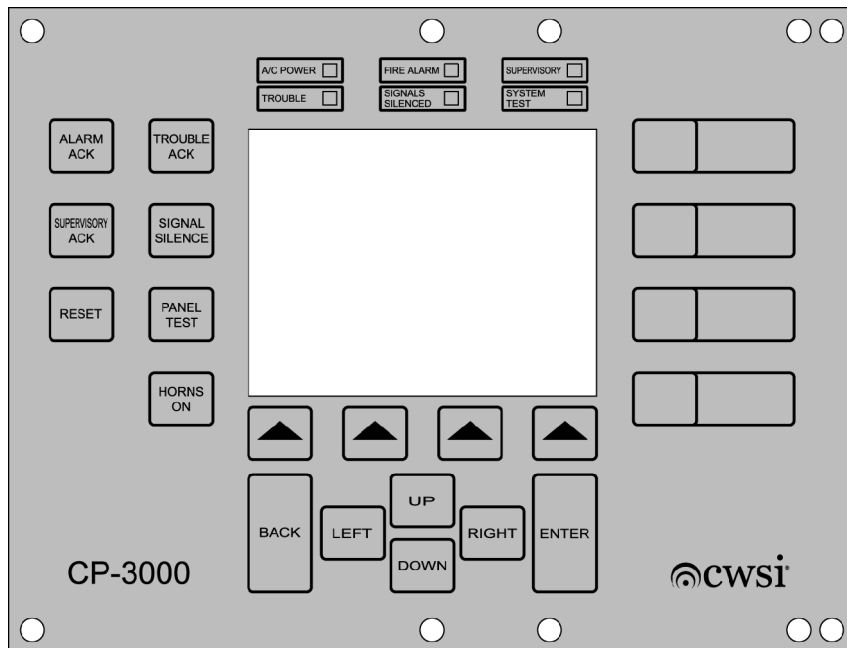 A/C POWER
FIRE ALARM
SUPERVISORY
TROUBLE
SIGNALS
SILENCED
SYSTEM
TEST
ALARM
ACK
TROUBLE
ACK
SUPERVISORY
ACK
SIGNAL
SILENCE
RESET
PANEL
TEST
HORNS
ON
BACK
LEFT
UP
DOWN
RIGHT
ENTER
CP-3000
cwsi